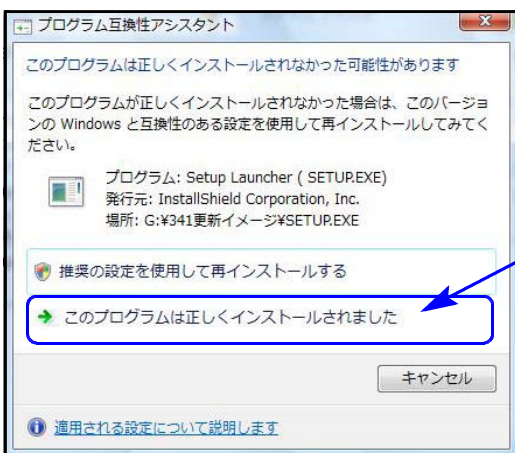 プログラム互換性アシスタント
このプログラムは正しくインストールされなかった可能性があります
このプログラムが正しくインストールされなかった場合は、このバージョ
ンの Windows と互換性のある設定を使用して再インストールしてみてく
ださい。
プログラム: Setup Launcher ( SETUP.EXE)
発行元: InstallShield Corporation, Inc.
場所: G:¥341更新イメージ¥SETUP.EXE
推奨の設定を使用して再インストールする
このプログラムは正しくインストールされました
キャンセル
適用される設定について説明します